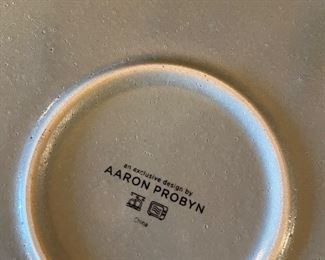 an exclusive design by
AARON PROBYN
China